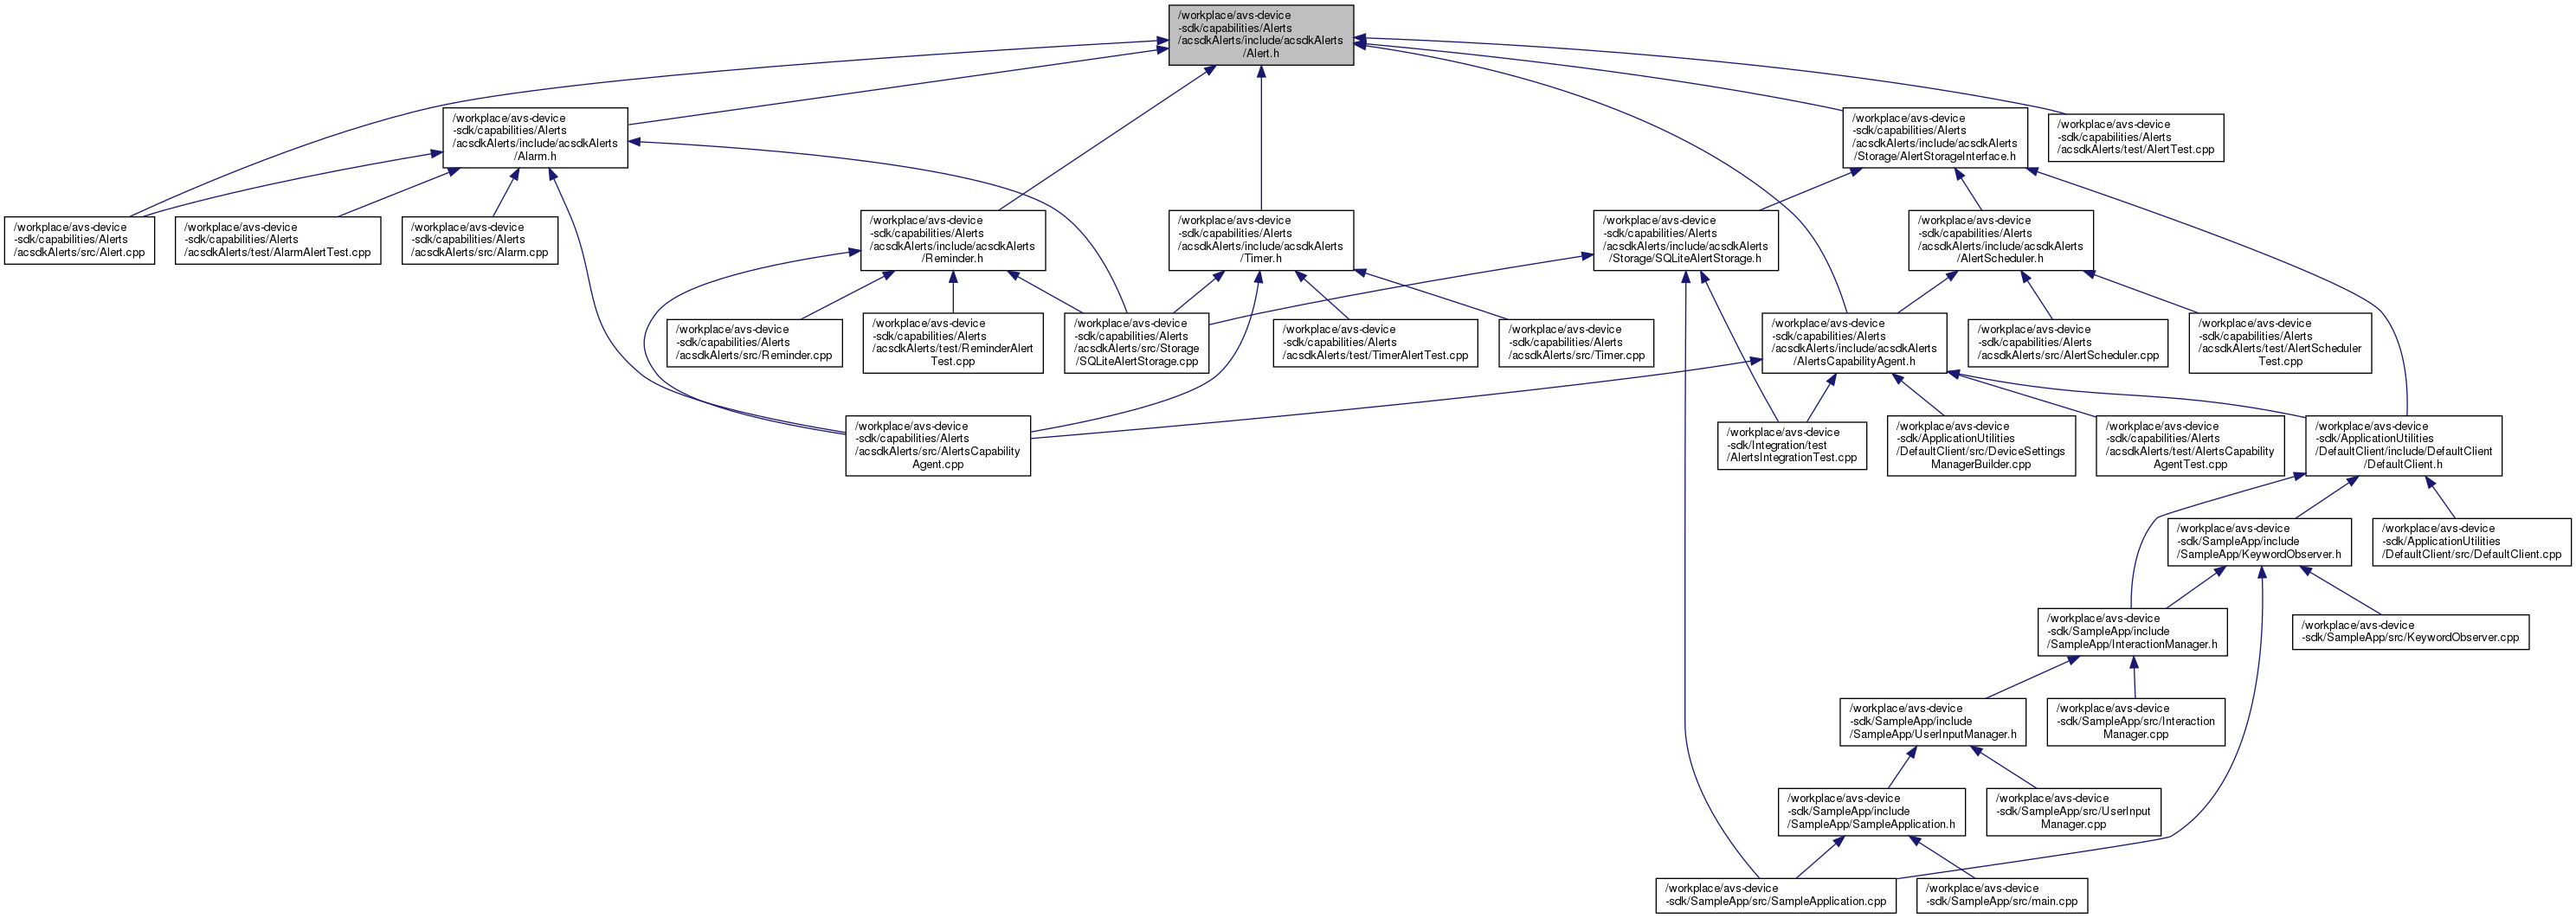 /workplace/avs-device
-sdk/capabilities/Alerts
/acsdkAlerts/include/acsdkAlerts
/Alert.h
/workplace/avs-device
-sdk/capabilities/Alerts
/acsdkAlerts/include/acsdkAlerts
/Alarm.h
/workplace/avs-device
-sdk/capabilities/Alerts
/acsdkAlerts/include/acsdkAlerts
/Storage/AlertStorageInterface.h
/workplace/avs-device
-sdk/capabilities/Alerts
/acsdkAlerts/test/AlertTest.cpp
/workplace/avs-device
-sdk/capabilities/Alerts
/acsdkAlerts/src/Alert.cpp
/workplace/avs-device
-sdk/capabilities/Alerts
/acsdkAlerts/test/AlarmAlertTest.cpp
/workplace/avs-device
-sdk/capabilities/Alerts
/acsdkAlerts/src/Alarm.cpp
/workplace/avs-device
-sdk/capabilities/Alerts
/acsdkAlerts/include/acsdkAlerts
/Reminder.h
/workplace/avs-device
-sdk/capabilities/Alerts
/acsdkAlerts/include/acsdkAlerts
/Timer.h
/workplace/avs-device
-sdk/capabilities/Alerts
/acsdkAlerts/include/acsdkAlerts
/Storage/SQLiteAlertStorage.h
/workplace/avs-device
-sdk/capabilities/Alerts
/acsdkAlerts/include/acsdkAlerts
/AlertScheduler.h
/workplace/avs-device
-sdk/capabilities/Alerts
/acsdkAlerts/src/Reminder.cpp
/workplace/avs-device
-sdk/capabilities/Alerts
/acsdkAlerts/test/ReminderAlert
Test.cpp
/workplace/avs-device
-sdk/capabilities/Alerts
/acsdkAlerts/src/Storage
/SQLiteAlertStorage.cpp
/workplace/avs-device
-sdk/capabilities/Alerts
/acsdkAlerts/test/TimerAlertTest.cpp
/workplace/avs-device
-sdk/capabilities/Alerts
/acsdkAlerts/src/Timer.cpp
/workplace/avs-device
-sdk/capabilities/Alerts
/acsdkAlerts/include/acsdkAlerts
/AlertsCapabilityAgent.h
/workplace/avs-device
-sdk/capabilities/Alerts
/acsdkAlerts/src/AlertScheduler.cpp
/workplace/avs-device
-sdk/capabilities/Alerts
/acsdkAlerts/test/AlertScheduler
Test.cpp
/workplace/avs-device
-sdk/capabilities/Alerts
/acsdkAlerts/src/AlertsCapability
Agent.cpp
/workplace/avs-device
-sdk/Integration/test
/AlertsIntegrationTest.cpp
/workplace/avs-device
-sdk/ApplicationUtilities
/DefaultClient/src/DeviceSettings
ManagerBuilder.cpp
/workplace/avs-device
-sdk/capabilities/Alerts
/acsdkAlerts/test/AlertsCapability
AgentTest.cpp
/workplace/avs-device
-sdk/ApplicationUtilities
/DefaultClient/include/DefaultClient
/DefaultClient.h
/workplace/avs-device
-sdk/SampleApp/include
/SampleApp/KeywordObserver.h
/workplace/avs-device
-sdk/ApplicationUtilities
/DefaultClient/src/DefaultClient.cpp
/workplace/avs-device
-sdk/SampleApp/include
/SampleApp/InteractionManager.h
/workplace/avs-device
-sdk/SampleApp/src/KeywordObserver.cpp
/workplace/avs-device
-sdk/SampleApp/include
/SampleApp/UserInputManager.h
/workplace/avs-device
-sdk/SampleApp/src/Interaction
Manager.cpp
/workplace/avs-device
-sdk/SampleApp/include
/SampleApp/SampleApplication.h
/workplace/avs-device
-sdk/SampleApp/src/UserInput
Manager.cpp
/workplace/avs-device
-sdk/SampleApp/src/SampleApplication.cpp
/workplace/avs-device
-sdk/SampleApp/src/main.cpp